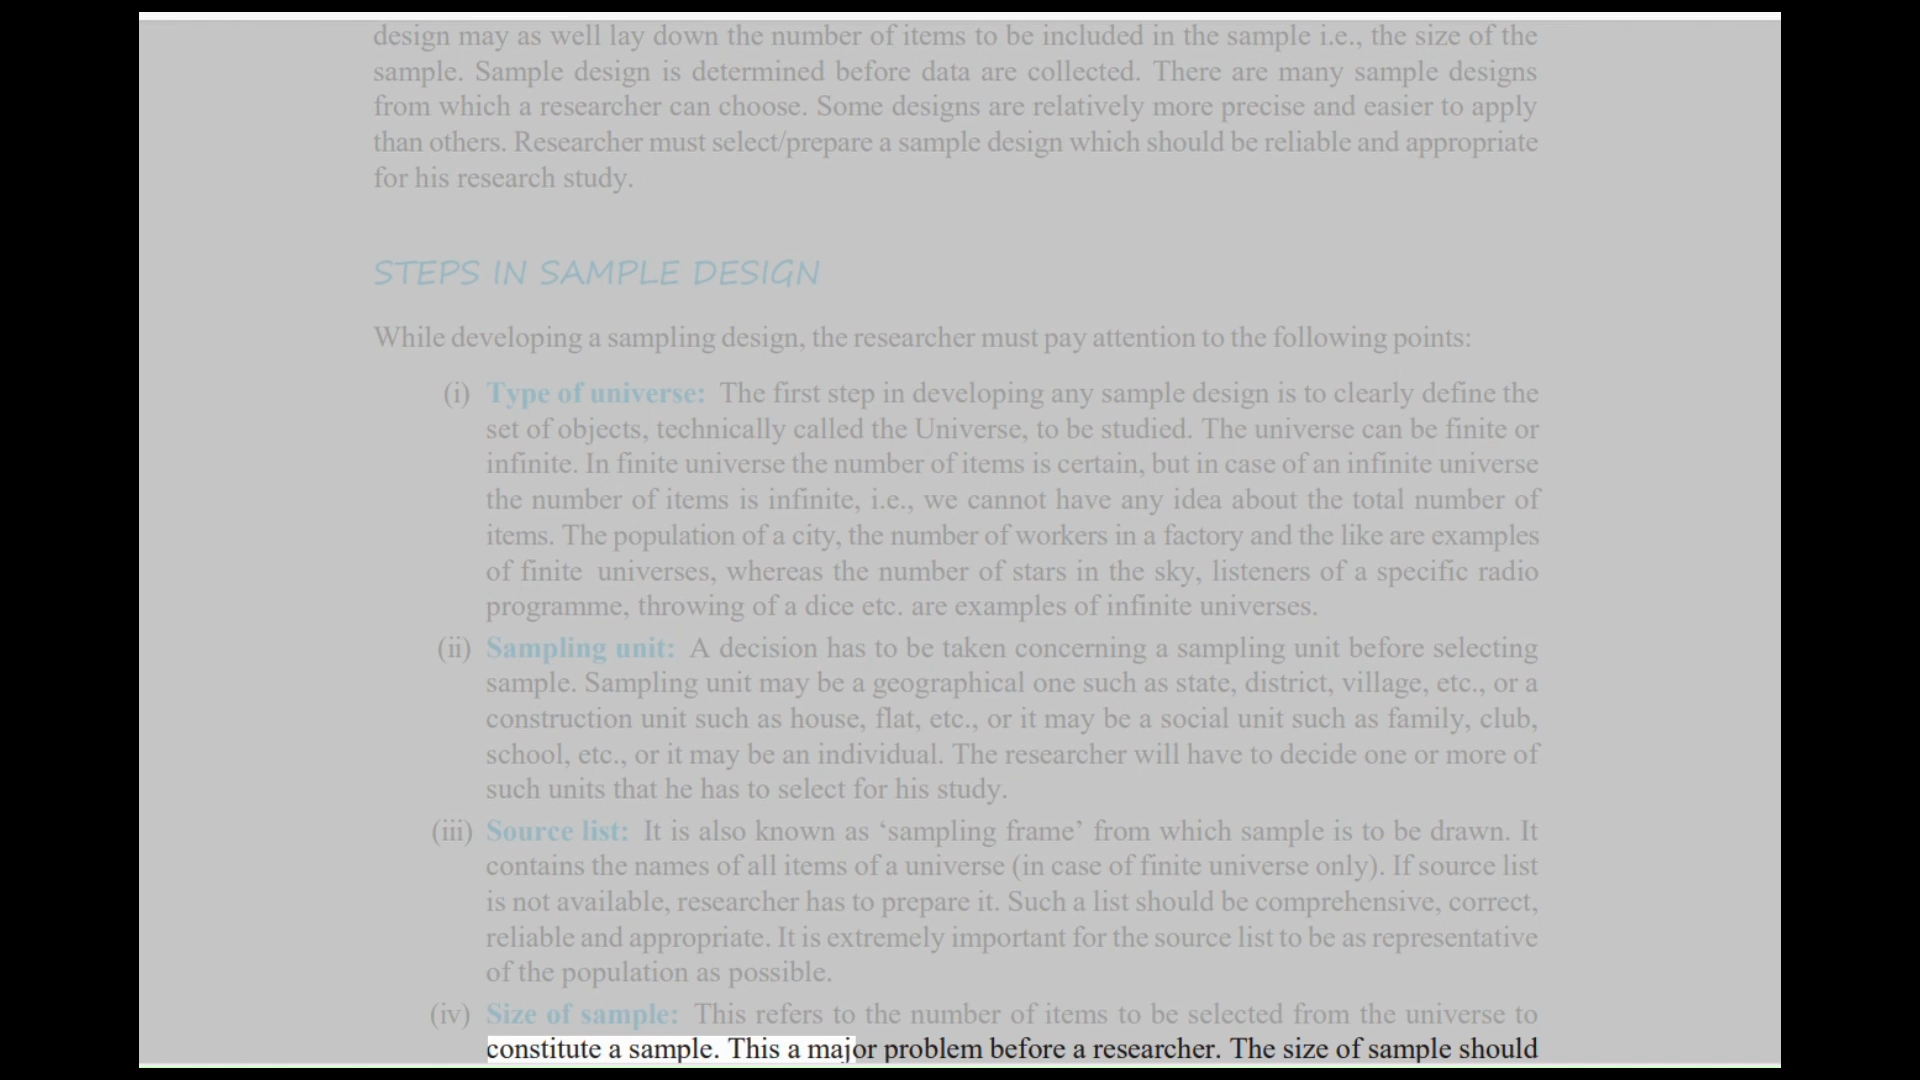 design may as well lay down the number of items to be included in the sample i.e., the size of the
sample. Sample design is determined before data are collected. There are many sample designs
from which a researcher can choose. Some designs are relatively more precise and easier to apply
than others. Researcher must select/prepare a sample design which should be reliable and appropriate
for his research study.
STEPS IN SAMPLE DESIGN
While developing a sampling design, the researcher must pay attention to the following points:
(i) Type of universe: The first step in developing any sample design is to clearly define the
set of objects, technically called the Universe, to be studied. The universe can be finite or
infinite. In finite universe the number of items is certain, but in case of an infinite universe
the number of items is infinite, i.e., we cannot have any idea about the total number of
items. The population of a city, the number of workers in a factory and the like are examples
of finite universes, whereas the number of stars in the sky, listeners of a specific radio
programme, throwing of a dice etc. are examples of infinite universes.
(ii) Sampling unit: A decision has to be taken concerning a sampling unit before selecting
sample. Sampling unit may be a geographical one such as state, district, village, etc., or a
construction unit such as house, flat, etc., or it may be a social unit such as family, club,
school, etc., or it may be an individual. The researcher will have to decide one or more of
such units that he has to select for his study.
(iii) Source list: It is also known as ‘sampling frame’ from which sample is to be drawn. It
contains the names of all items of a universe (in case of finite universe only). If source list
is not available, researcher has to prepare it. Such a list should be comprehensive, correct,
reliable and appropriate. It is extremely important for the source list to be as representative
of the population as possible.
(iv) Size of sample: This refers to the number of items to be selected from the universe to
constitute a sample. This a major problem before a researcher. The size of sample should